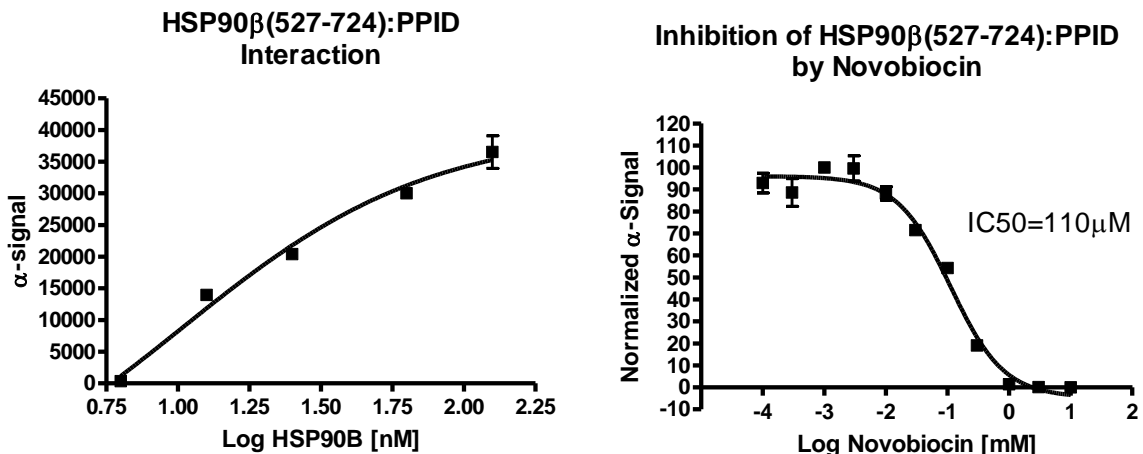 HSP90β(527-724):PPID
Interaction
α-signal
45000
40000
35000
30000
25000
20000
15000
10000
5000
0
0.75 1.00 1.25 1.50 1.75 2.00 2.25
Log HSP90B [nM]
Inhibition of HSP90β(527-724):PPID
by Novobiocin
Normalized α-Signal
120
110
100
90
80
70
60
50
40
30
20
10
0
-10
IC50=110μM
-4 -3 -2 -1 0 1 2
Log Novobiocin [mM]